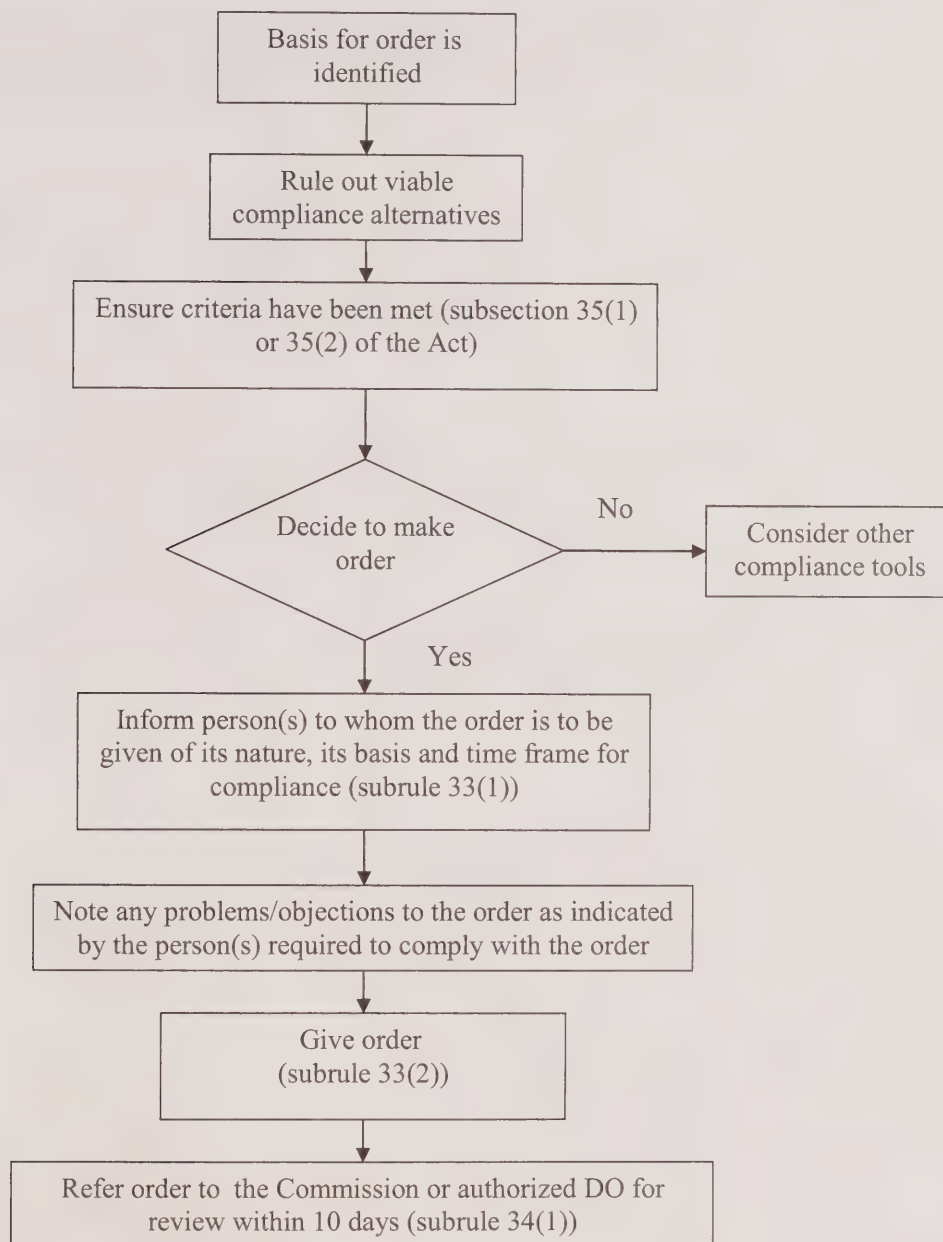 Basis for order is
identified
Rule out viable
compliance alternatives
Ensure criteria have been met (subsection 35(1)
or 35(2) of the Act)
Decide to make
order
No
Consider other
compliance tools
Yes
Inform person(s) to whom the order is to be
given of its nature, its basis and time frame for
compliance (subrule 33(1))
Note any problems/objections to the order as indicated
by the person(s) required to comply with the order
Give order
(subrule 33(2))
Refer order to the Commission or authorized DO for
review within 10 days (subrule 34(1))